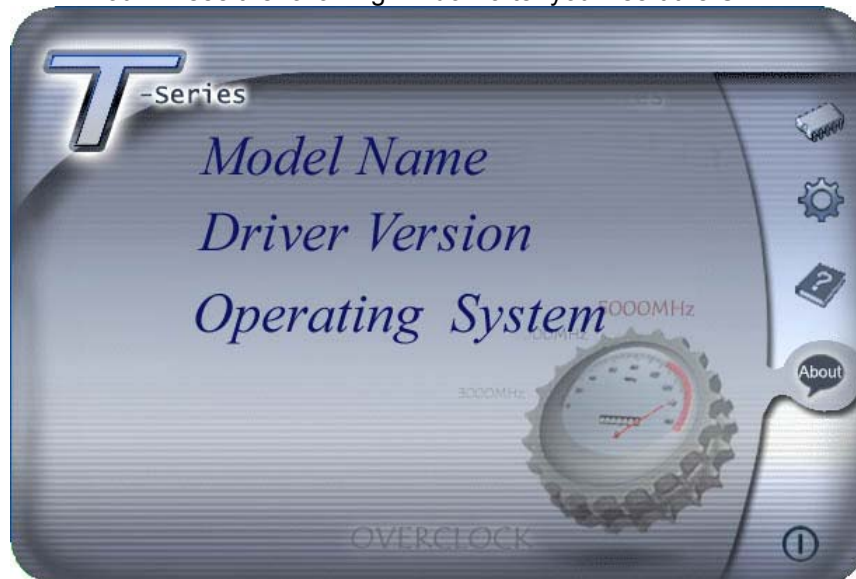 T-Series
Model Name
Driver Version
Operating System
5000MHz
3000MHz
About
OVERCLOCK